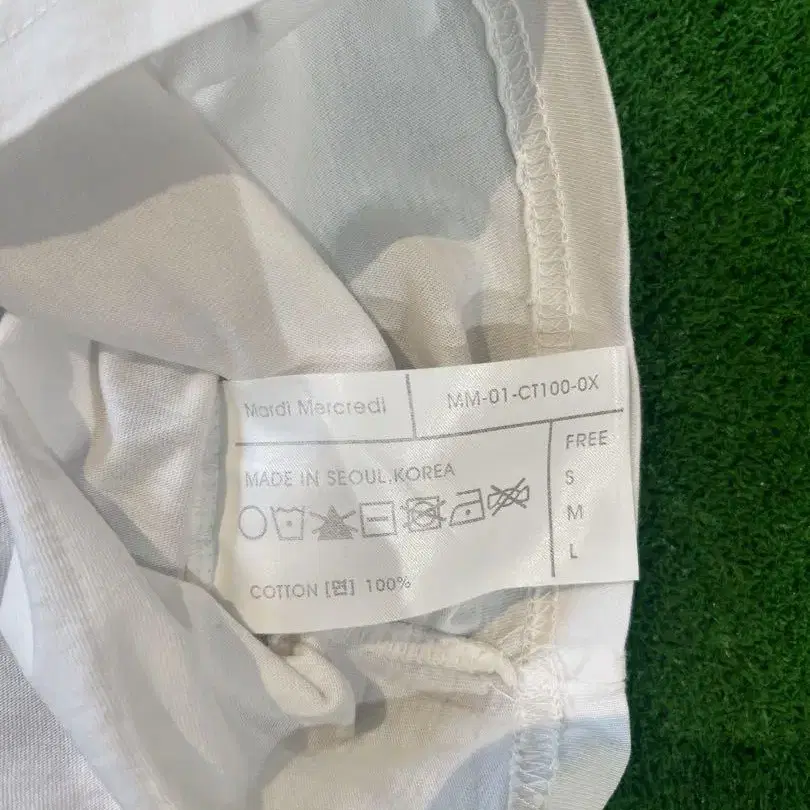 Mardi Mercredi
MM-01-CT100-0X
MADE IN SEOUL,KOREA
COTTON [면] 100%
FREE
S
M
L